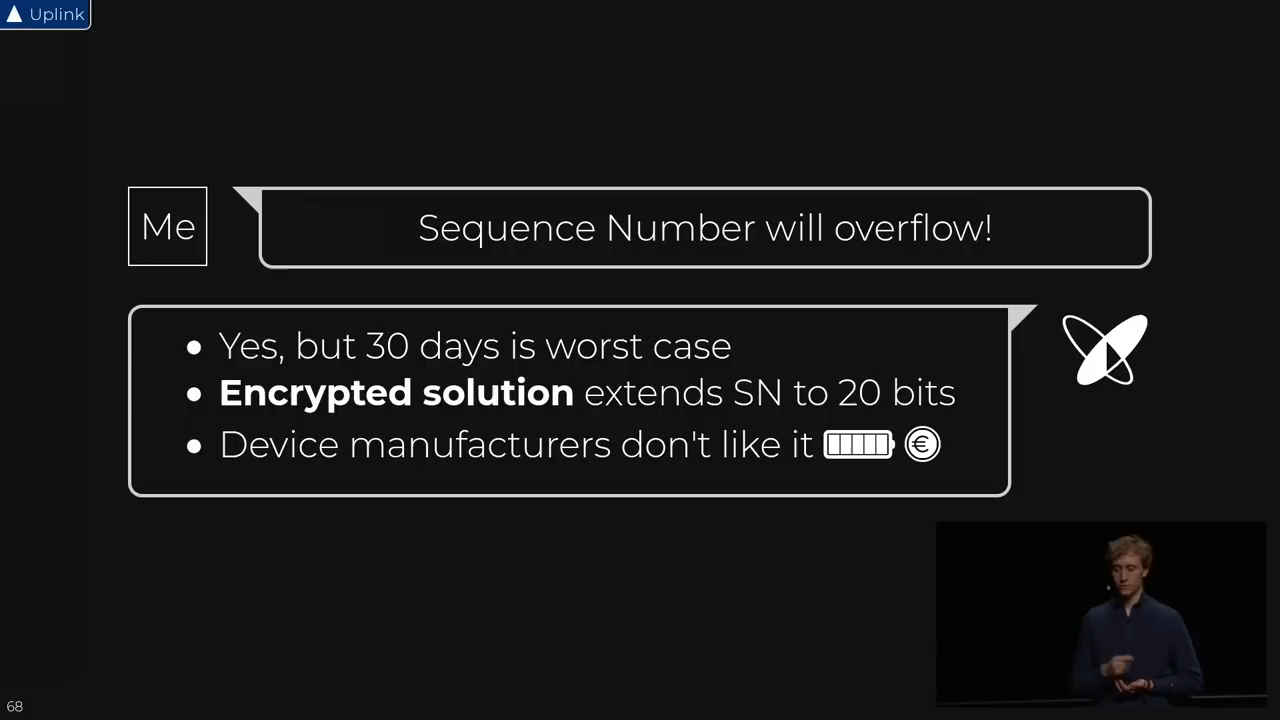 ▲ Uplink
Me
Sequence Number will overflow!
• Yes, but 30 days is worst case
• Encrypted solution extends SN to 20 bits
• Device manufacturers don't like it €
68